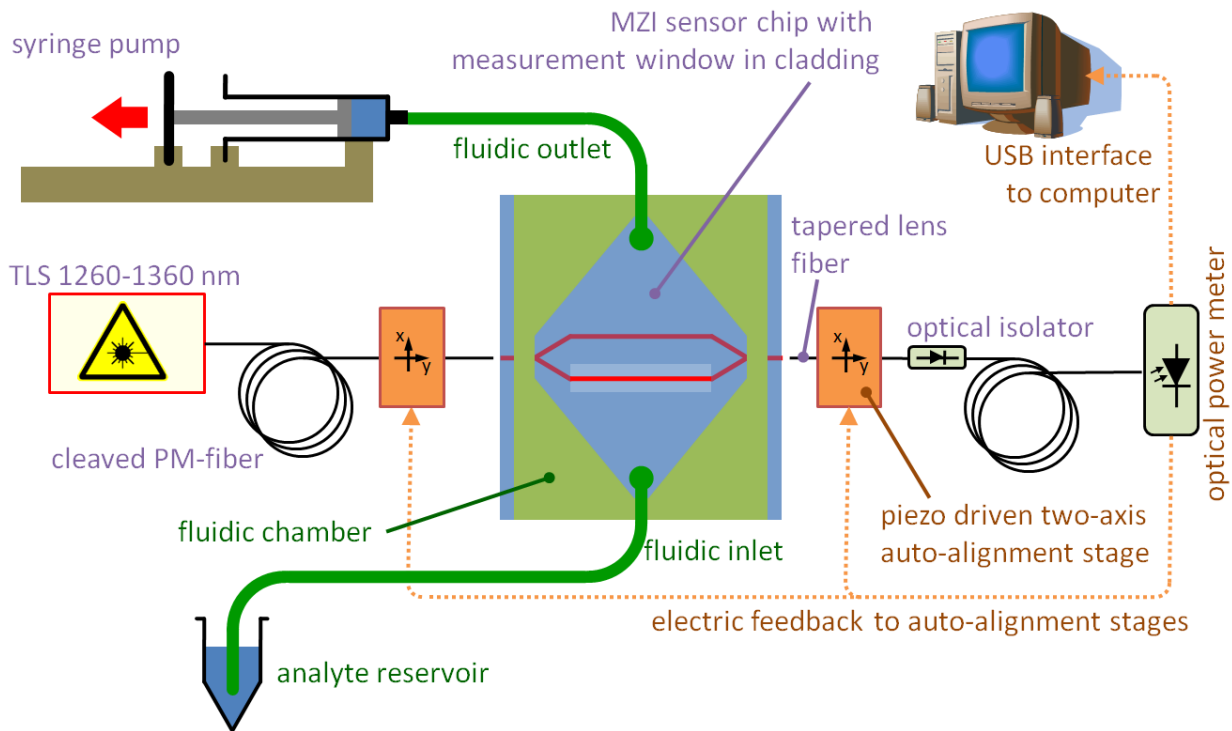 syringe pump
MZI sensor chip with
measurement window in cladding
fluidic outlet
USB interface
to computer
tapered lens
fiber
TLS 1260-1360 nm
x
y
x
y
optical isolator
optical power meter
cleaved PM-fiber
fluidic chamber
fluidic inlet
piezo driven two-axis
auto-alignment stage
electric feedback to auto-alignment stages
analyte reservoir